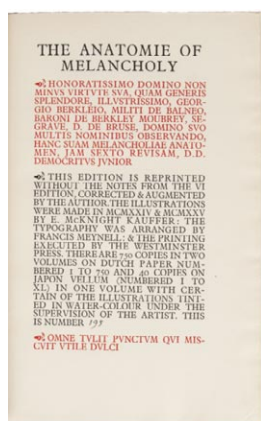 THE ANATOMIE OF
MELANCHOLY
HONORATISSIMO DOMINO NON
MINVS VIRTVTE SVA, QUAM GENERIS
SPLENDORE, ILLVSTRISSIMO, GEOR-
GIO BERKLEIO, MILITI DE BALNEO,
BARONI DE BERKLEY MOUBREY, SE-
GRAVE, D. DE BRUSE, DOMINO SVO
MULTIS NOMINIBUS OBSERVANDO,
HANC SUAM MELANCHOLIAE ANATO-
MEN, JAM SEXTO REVISAM, D.D.
DEMOCRITVS JVNIOR
THIS EDITION IS REPRINTED
WITHOUT THE NOTES FROM THE VI
EDITION, CORRECTED & AUGMENTED
BY THE AUTHOR. THE ILLUSTRATIONS
WERE MADE IN MCMXXIV & MCMXXV
BY E. McKNIGHT KAUFFER: THE
TYPOGRAPHY WAS ARRANGED BY
FRANCIS MEYNELL: & THE PRINTING
EXECUTED BY THE WESTMINSTER
PRESS. THERE ARE 750 COPIES IN TWO
VOLUMES ON DUTCH PAPER NUM-
BERED 1 TO 750 AND 40 COPIES ON
JAPON VELLUM (NUMBERED I TO
XL) IN ONE VOLUME WITH CER-
TAIN OF THE ILLUSTRATIONS TINT-
ED IN WATER-COLOUR UNDER THE
SUPERVISION OF THE ARTIST. THIS
IS NUMBER
OMNE TVLIT PVNCTVM QVI MIS-
CVIT VTILE DVLCI